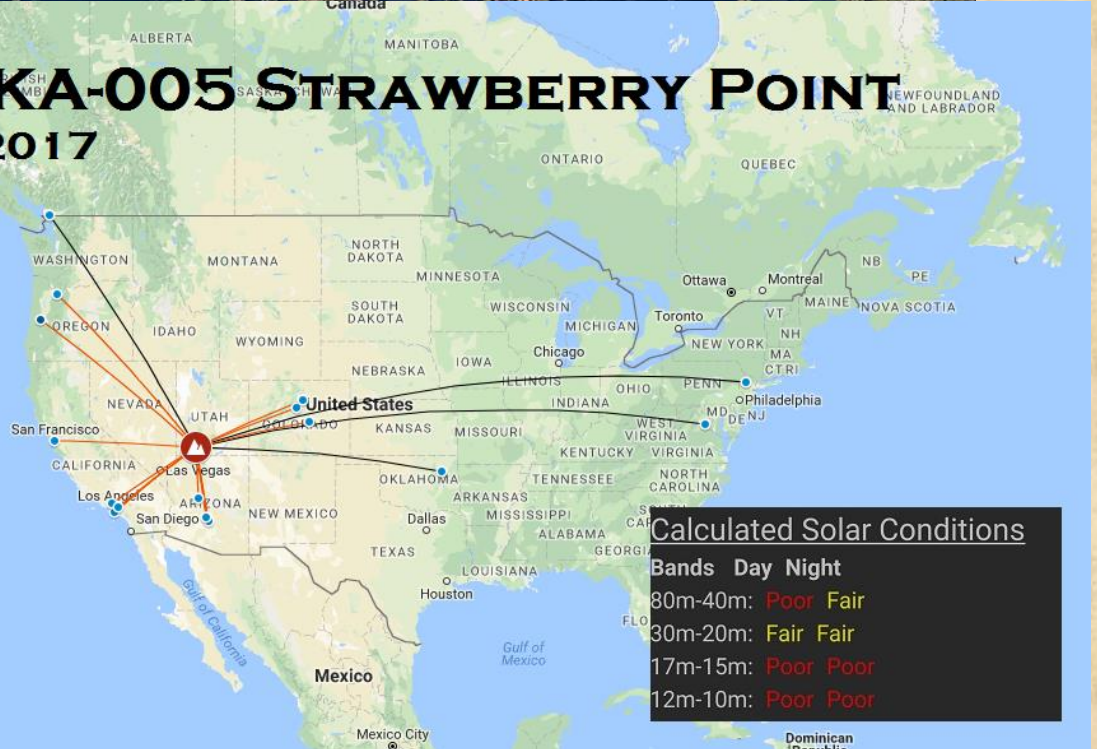 Canada
ALBERTA
MANITOBA
KA-005 STRAWBERRY POINT
2017
NEWFOUNDLAND
AND LABRADOR
ONTARIO
QUEBEC
WASHINGTON
MONTANA
NORTH
DAKOTA
MINNESOTA
Ottawa
Montreal
NB
PE
MAINE
NOVA SCOTIA
OREGON
IDAHO
SOUTH
DAKOTA
WISCONSIN
MICHIGAN
Toronto
VT
NH
WYOMING
NEW YORK
MA
CT RI
Chicago
IOWA
NEBRASKA
ILLINOIS
OHIO
PENN
NEVADA
UTAH
United States
COLORADO
INDIANA
Philadelphia
MD
DE
NJ
San Francisco
KANSAS
MISSOURI
WEST
VIRGINIA
KENTUCKY
VIRGINIA
CALIFORNIA
Las Vegas
OKLAHOMA
TENNESSEE
NORTH
CAROLINA
Los Angeles
ARIZONA
NEW MEXICO
ARKANSAS
MISSISSIPPI
San Diego
Dallas
ALABAMA
TEXAS
GEORGIA
LOUISIANA
Houston
Gulf of California
Gulf of
Mexico
Mexico
Mexico City
Dominican
Republic
Calculated Solar Conditions
Bands Day Night
80m-40m: Poor Fair
30m-20m: Fair Fair
17m-15m: Poor Poor
12m-10m: Poor Poor